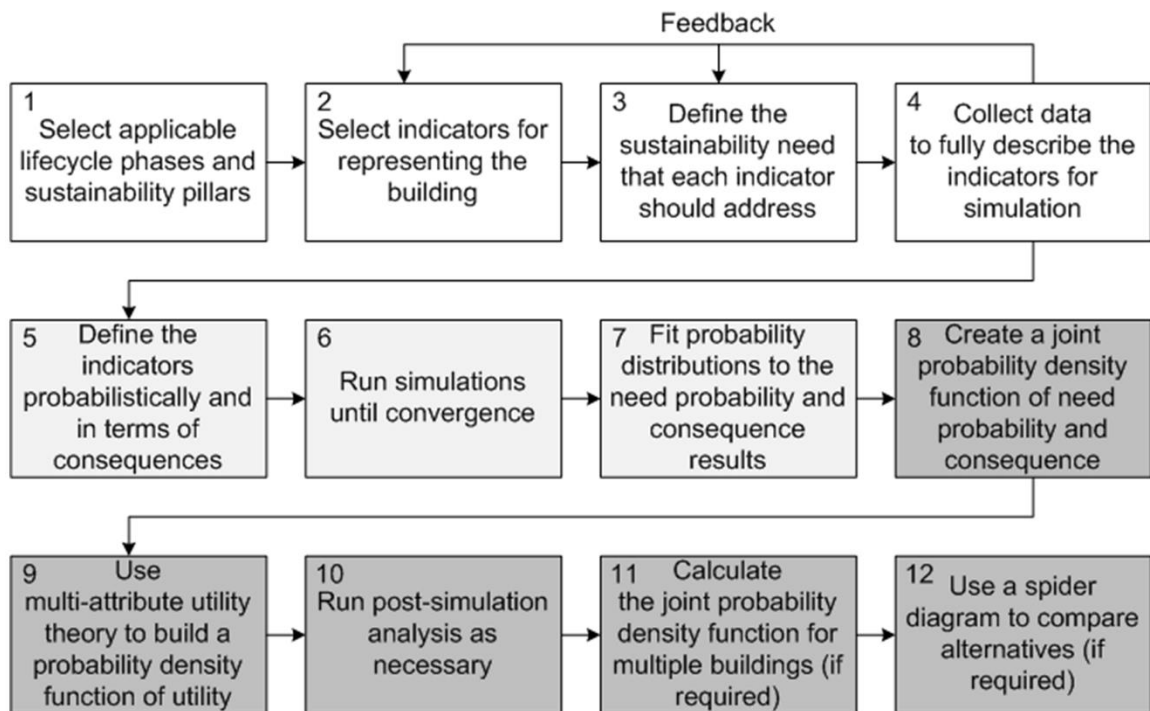 Feedback
1
Select applicable
lifecycle phases and
sustainability pillars
2
Select indicators for
representing the
building
3
Define the
sustainability need
that each indicator
should address
4
Collect data
to fully describe the
indicators for
simulation
5
Define the
indicators
probabilistically and
in terms of
consequences
6
Run simulations
until convergence
7
Fit probability
distributions to the
need probability and
consequence
results
8
Create a joint
probability density
function of need
probability and
consequence
9
Use
multi-attribute utility
theory to build a
probability density
function of utility
10
Run post-simulation
analysis as
necessary
11
Calculate
the joint probability
density function for
multiple buildings (if
required)
12
Use a spider
diagram to compare
alternatives (if
required)